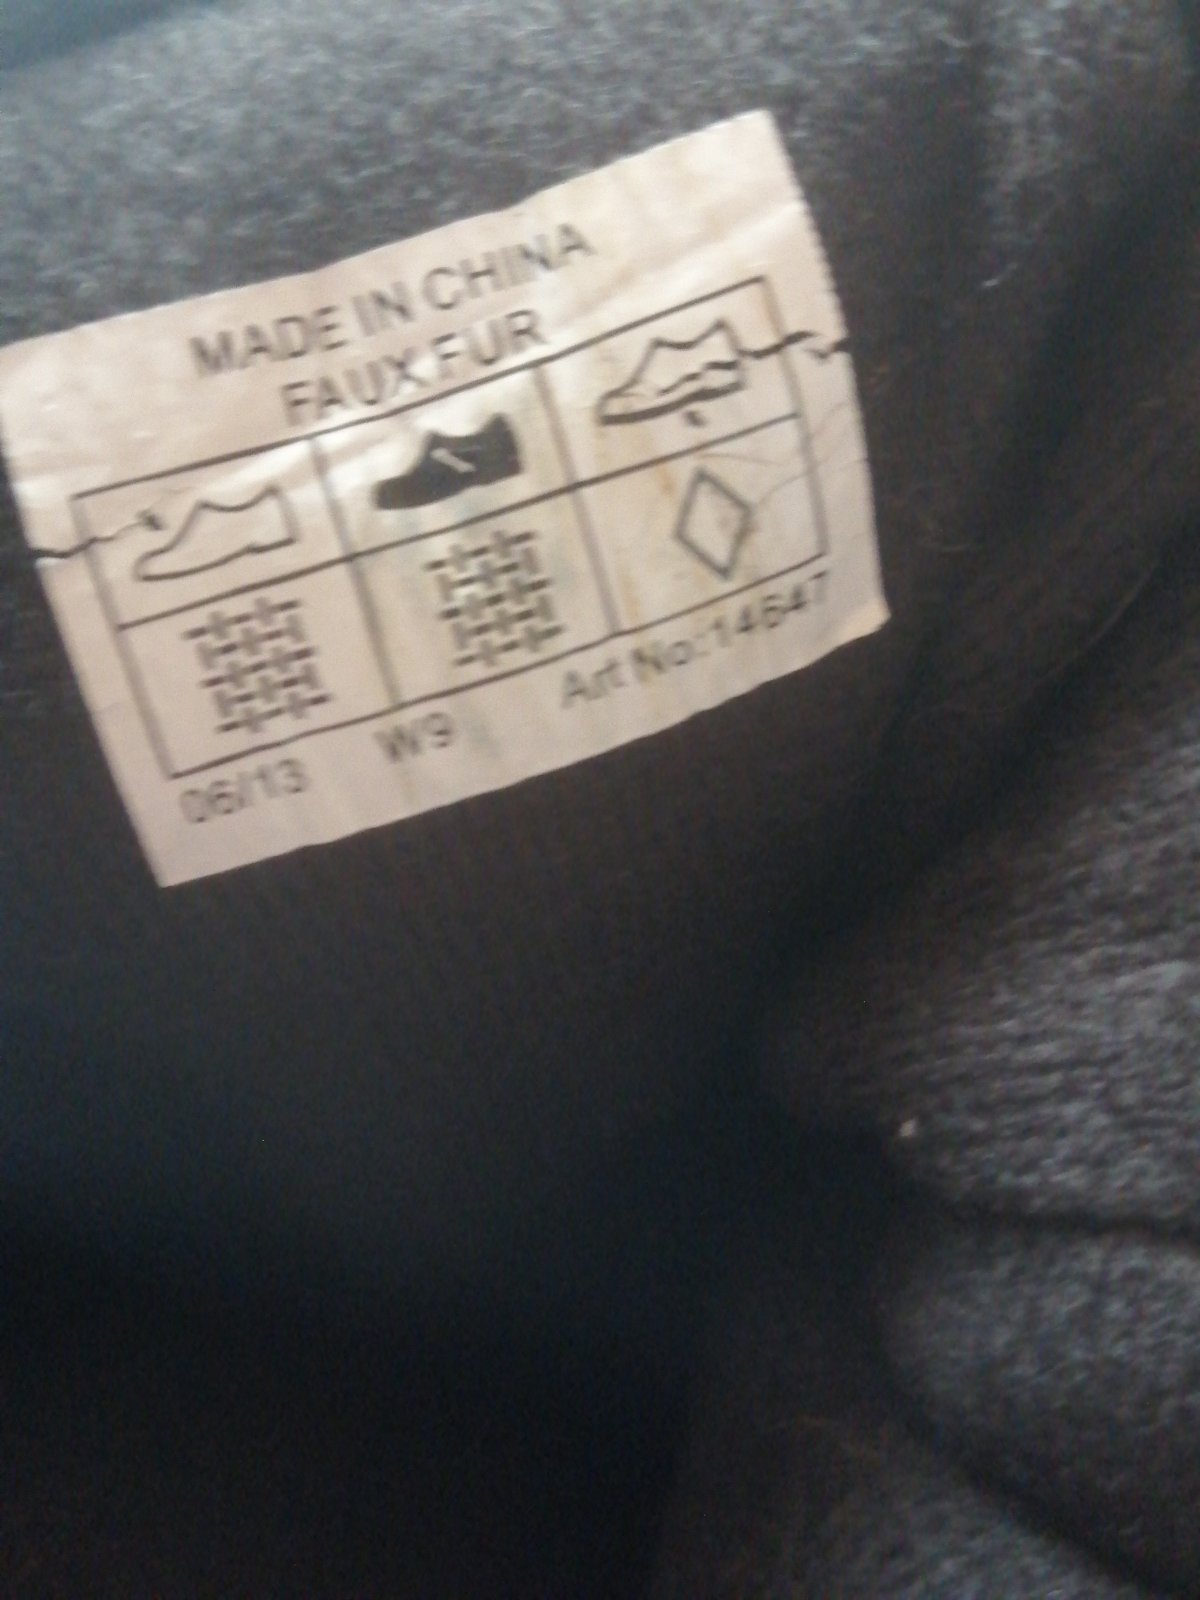 MADE IN CHINA
FAUX FUR
06/13 W9 Art No:14647